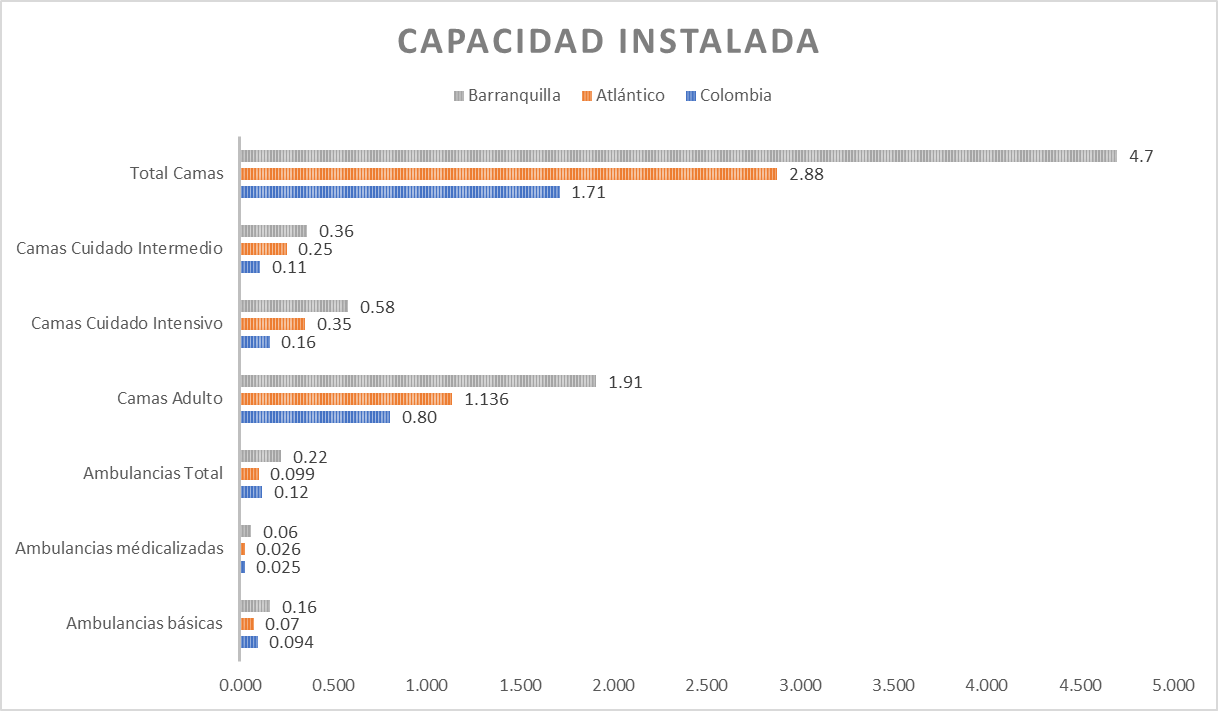 CAPACIDAD INSTALADA
Barranquilla Atlántico Colombia
Total Camas
4.7
2.88
1.71
Camas Cuidado Intermedio
0.36
0.25
0.11
Camas Cuidado Intensivo
0.58
0.35
0.16
Camas Adulto
1.91
1.136
0.80
Ambulancias Total
0.22
0.099
0.12
Ambulancias médicalizadas
0.06
0.026
0.025
Ambulancias básicas
0.16
0.07
0.094
0.000 0.500 1.000 1.500 2.000 2.500 3.000 3.500 4.000 4.500 5.000